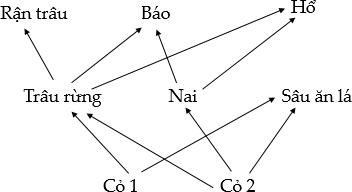 Rận trâu Báo Hổ
Trâu rừng Nai Sâu ăn lá
Cỏ 1 Cỏ 2